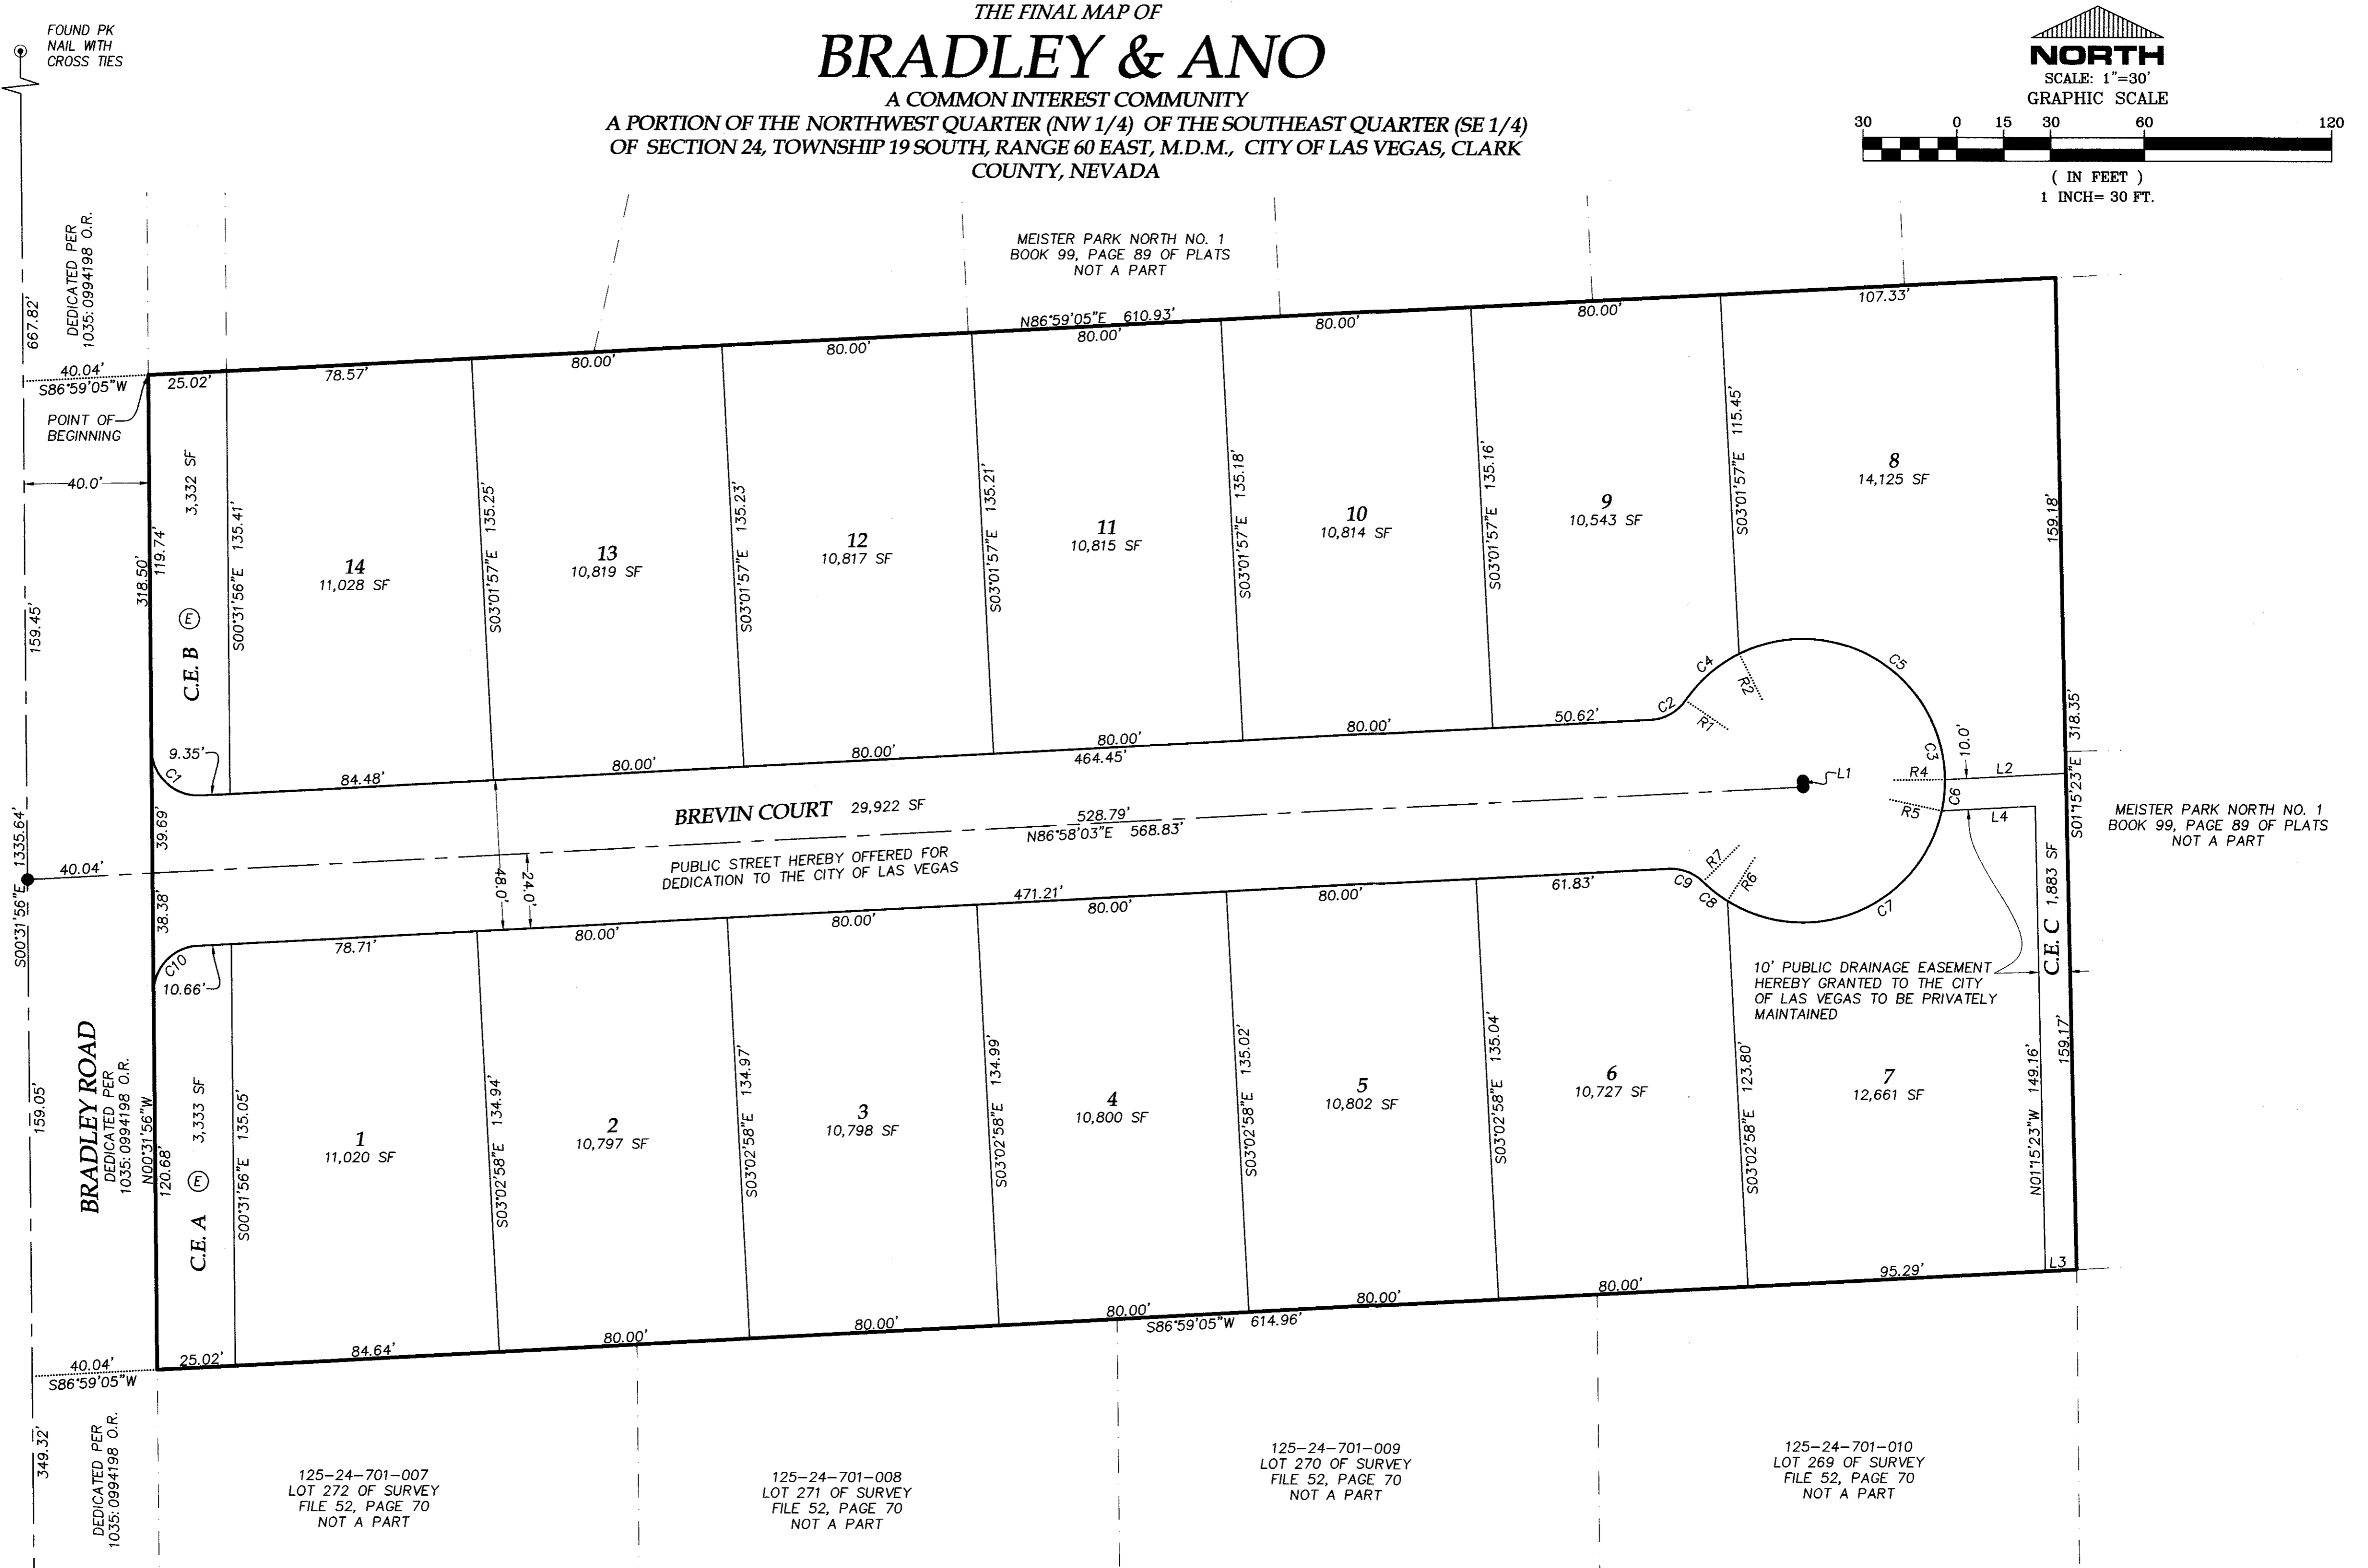 THE FINAL MAP OF
BRADLEY & ANO
A COMMON INTEREST COMMUNITY
A PORTION OF THE NORTHWEST QUARTER (NW 1/4) OF THE SOUTHEAST QUARTER (SE 1/4)
OF SECTION 24, TOWNSHIP 19 SOUTH, RANGE 60 EAST, M.D.M., CITY OF LAS VEGAS, CLARK
COUNTY, NEVADA
NORTH
SCALE: 1"=30'
GRAPHIC SCALE
30 0 15 30 60 120
( IN FEET )
1 INCH= 30 FT.
FOUND PK
NAIL WITH
CROSS TIES
667.82'
DEDICATED PER
1035:0994198 O.R.
40.04'
S86°59'05"W
POINT OF
BEGINNING
40.0'
159.45'
318.50'
119.74'
MEISTER PARK NORTH NO. 1
BOOK 99, PAGE 89 OF PLATS
NOT A PART
N86°59'05"E 610.93'
25.02'
78.57'
80.00'
80.00'
80.00'
80.00'
80.00'
107.33'
C.E. B E 3,332 SF
S00°31'56"E 135.41'
14
11,028 SF
S03°01'57"E 135.25'
13
10,819 SF
S03°01'57"E 135.23'
12
10,817 SF
S03°01'57"E 135.21'
11
10,815 SF
S03°01'57"E 135.18'
10
10,814 SF
S03°01'57"E 135.16'
9
10,543 SF
S03°01'57"E 115.45'
8
14,125 SF
159.18'
318.35'
S01°15'23"E
9.35'
C1
84.48'
80.00'
80.00'
80.00'
464.45'
80.00'
50.62'
C2
R1
C4
R2
C5
C3
10.0'
R4
L2
L1
C6
R5
L4
MEISTER PARK NORTH NO. 1
BOOK 99, PAGE 89 OF PLATS
NOT A PART
S00°31'56"E 1335.64'
40.04'
39.69'
38.38'
BREVIN COURT 29,922 SF
528.79'
N86°58'03"E 568.83'
PUBLIC STREET HEREBY OFFERED FOR
DEDICATION TO THE CITY OF LAS VEGAS
48.0'
24.0'
C10
10.66'
78.71'
80.00'
80.00'
471.21'
80.00'
80.00'
61.83'
C9
R7
C8
R6
C7
10' PUBLIC DRAINAGE EASEMENT
HEREBY GRANTED TO THE CITY
OF LAS VEGAS TO BE PRIVATELY
MAINTAINED
C.E. C 1,883 SF
159.05'
BRADLEY ROAD
DEDICATED PER
1035:0994198 O.R.
N00°31'56"W
120.68'
C.E. A E 3,333 SF
S00°31'56"E 135.05'
1
11,020 SF
S03°02'58"E 134.94'
2
10,797 SF
S03°02'58"E 134.97'
3
10,798 SF
S03°02'58"E 134.99'
4
10,800 SF
S03°02'58"E 135.02'
5
10,802 SF
S03°02'58"E 135.04'
6
10,727 SF
S03°02'58"E 123.80'
7
12,661 SF
N01°15'23"W 149.16'
159.17'
L3
40.04'
S86°59'05"W
25.02'
84.64'
80.00'
80.00'
80.00'
S86°59'05"W 614.96'
80.00'
80.00'
95.29'
349.32'
DEDICATED PER
1035:0994198 O.R.
125-24-701-007
LOT 272 OF SURVEY
FILE 52, PAGE 70
NOT A PART
125-24-701-008
LOT 271 OF SURVEY
FILE 52, PAGE 70
NOT A PART
125-24-701-009
LOT 270 OF SURVEY
FILE 52, PAGE 70
NOT A PART
125-24-701-010
LOT 269 OF SURVEY
FILE 52, PAGE 70
NOT A PART